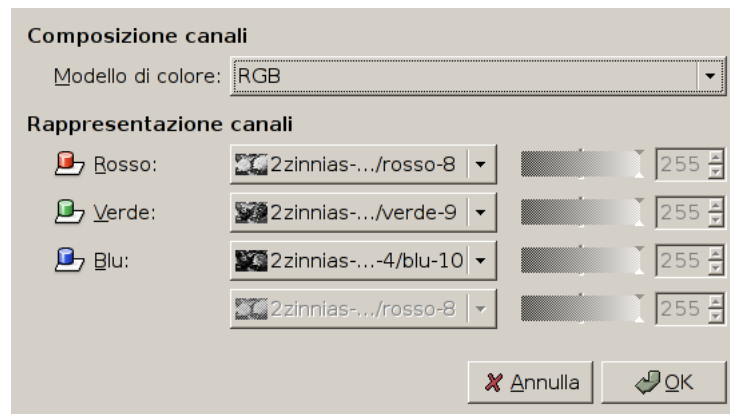 Composizione canali
Modello di colore: RGB
Rappresentazione canali
Rosso: 2zinnias-.../rosso-8 255
Verde: 2zinnias-.../verde-9 255
Blu: 2zinnias-...-4/blu-10 255
2zinnias-.../rosso-8 255
Annulla OK